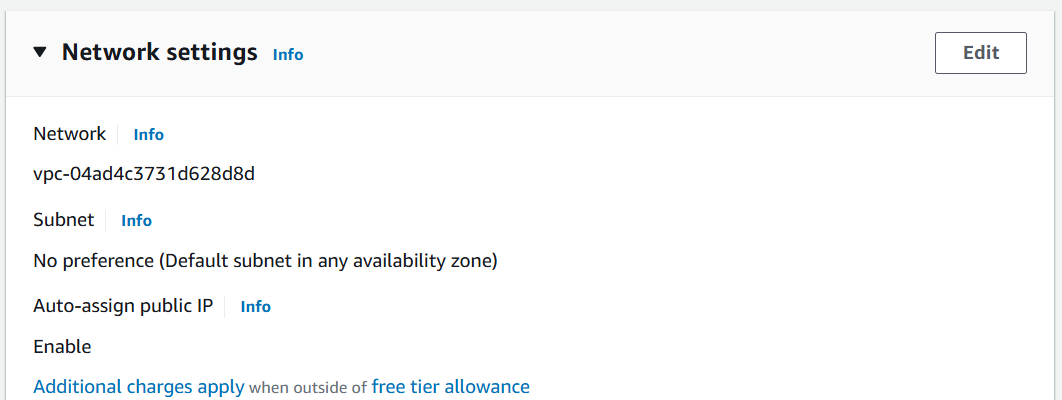 Network settings Info Edit
Network Info
vpc-04ad4c3731d628d8d
Subnet Info
No preference (Default subnet in any availability zone)
Auto-assign public IP Info
Enable
Additional charges apply when outside of free tier allowance